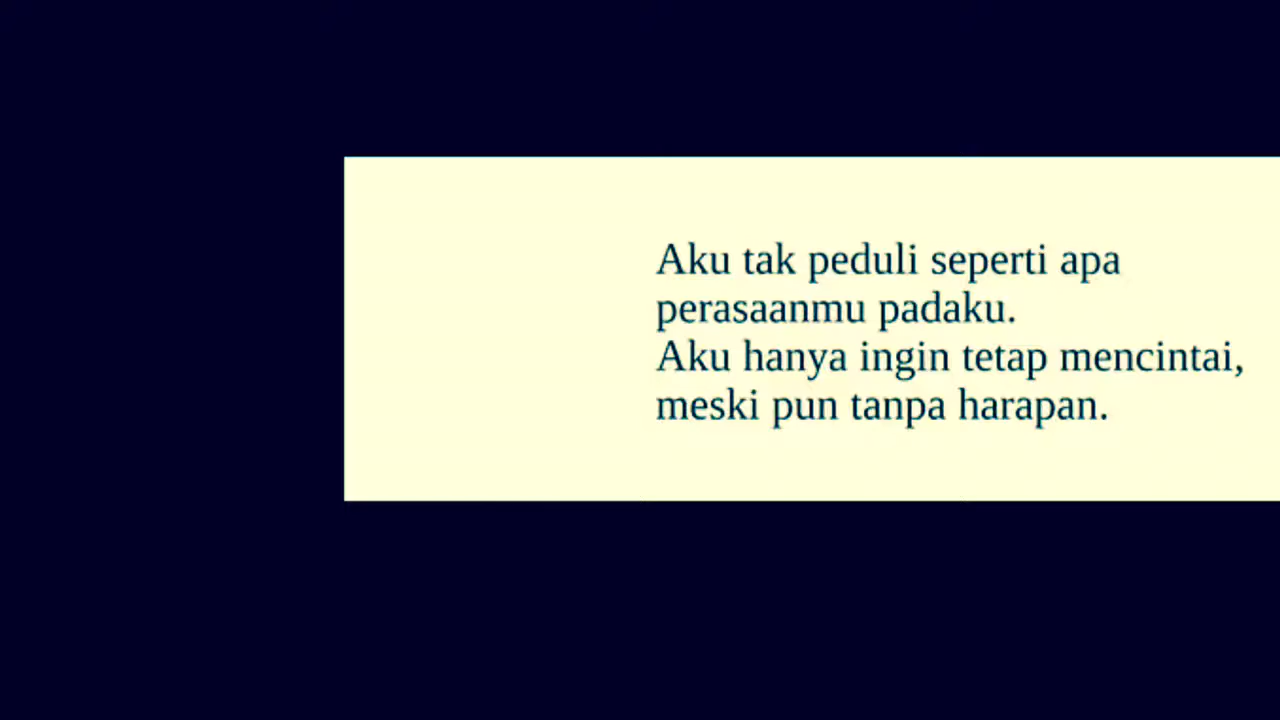 Aku tak peduli seperti apa
perasaanmu padaku.
Aku hanya ingin tetap mencintai,
meski pun tanpa harapan.